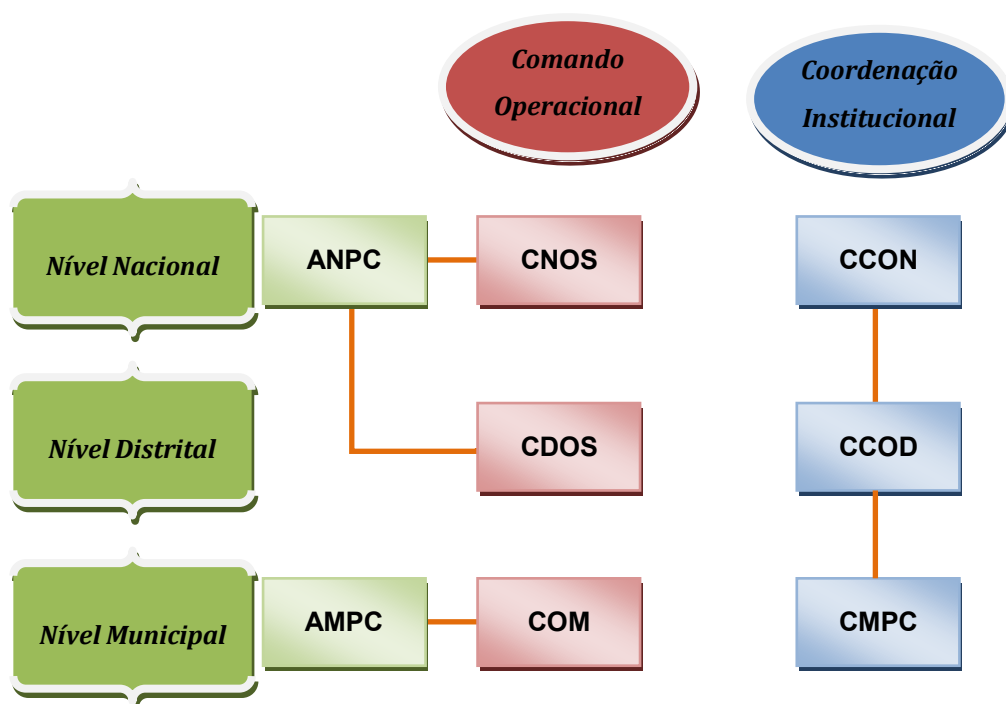 Comando
Operacional
Coordenação
Institucional
Nível Nacional
ANPC
CNOS
CCON
Nível Distrital
CDOS
CCOD
Nível Municipal
AMPC
COM
CMPC